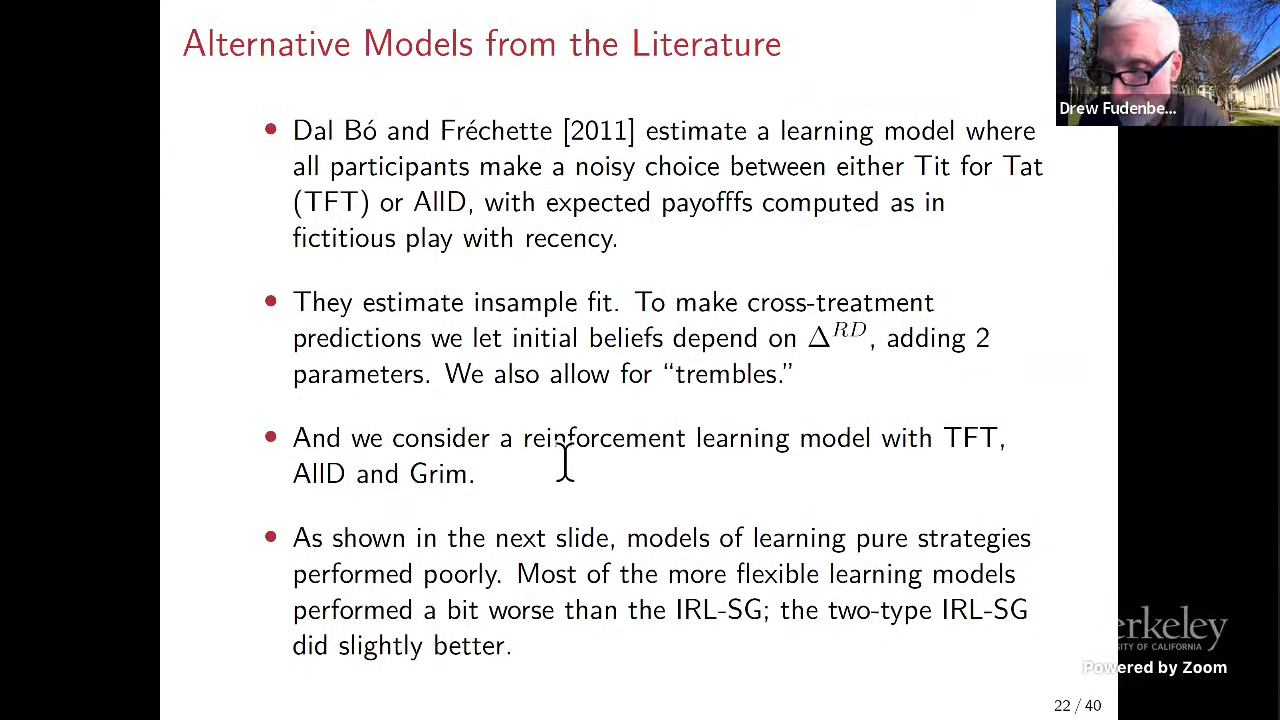 Alternative Models from the Literature
Drew Fudenbe...
• Dal Bó and Fréchette [2011] estimate a learning model where
all participants make a noisy choice between either Tit for Tat
(TFT) or AllD, with expected payofffs computed as in
fictitious play with recency.
• They estimate insample fit. To make cross-treatment
predictions we let initial beliefs depend on Δ^RD, adding 2
parameters. We also allow for “trembles.”
• And we consider a reinforcement learning model with TFT,
AllD and Grim.
• As shown in the next slide, models of learning pure strategies
performed poorly. Most of the more flexible learning models
performed a bit worse than the IRL-SG; the two-type IRL-SG
did slightly better.
erkeley
SITY OF CALIFORNIA
Powered by Zoom
22 / 40